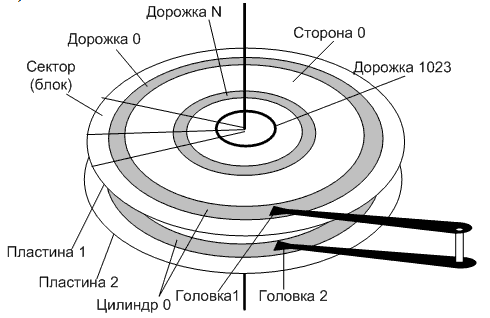 Дорожка N
Дорожка 0
Сторона 0
Сектор
(блок)
Дорожка 1023
Пластина 1
Пластина 2
Цилиндр 0
Головка1
Головка 2